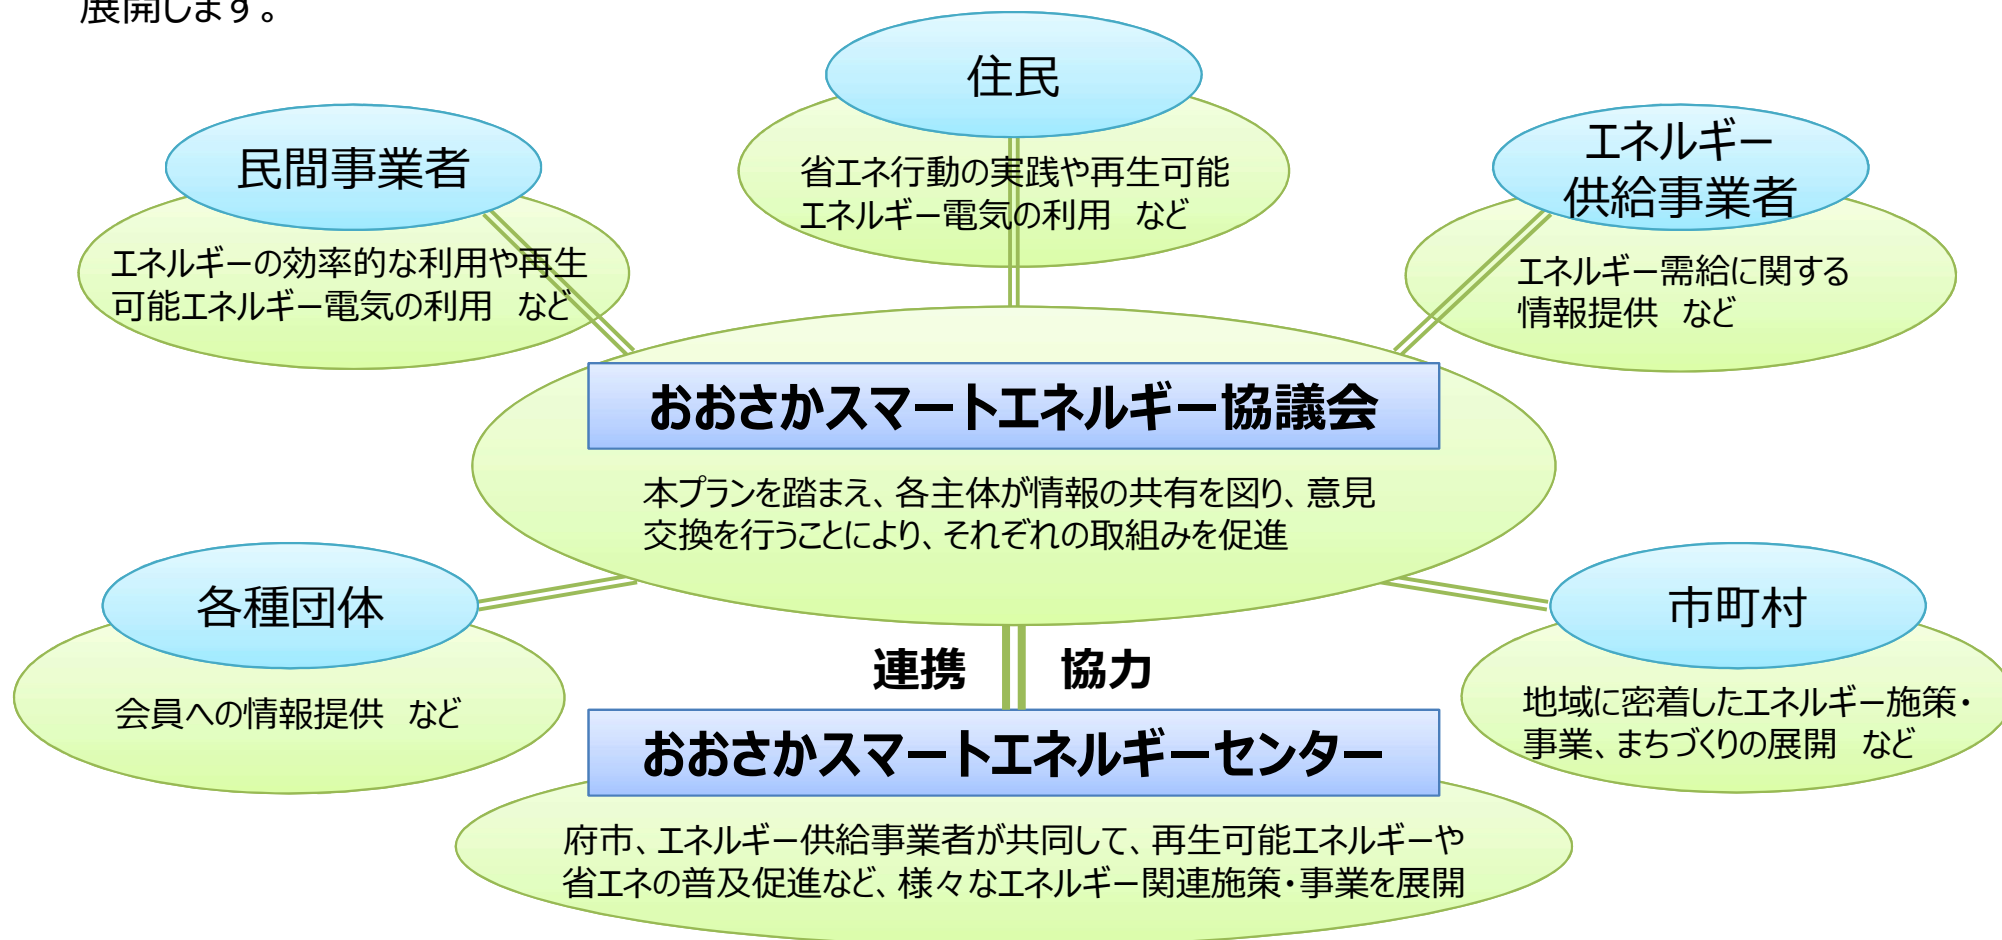 展開します。
住民
省エネ行動の実践や再生可能
エネルギー電気の利用　など
民間事業者
エネルギーの効率的な利用や再生
可能エネルギー電気の利用　など
エネルギー
供給事業者
エネルギー需給に関する
情報提供　など
おおさかスマートエネルギー協議会
本プランを踏まえ、各主体が情報の共有を図り、意見
交換を行うことにより、それぞれの取組みを促進
各種団体
会員への情報提供　など
市町村
地域に密着したエネルギー施策・
事業、まちづくりの展開　など
連携　協力
おおさかスマートエネルギーセンター
府市、エネルギー供給事業者が共同して、再生可能エネルギーや
省エネの普及促進など、様々なエネルギー関連施策・事業を展開